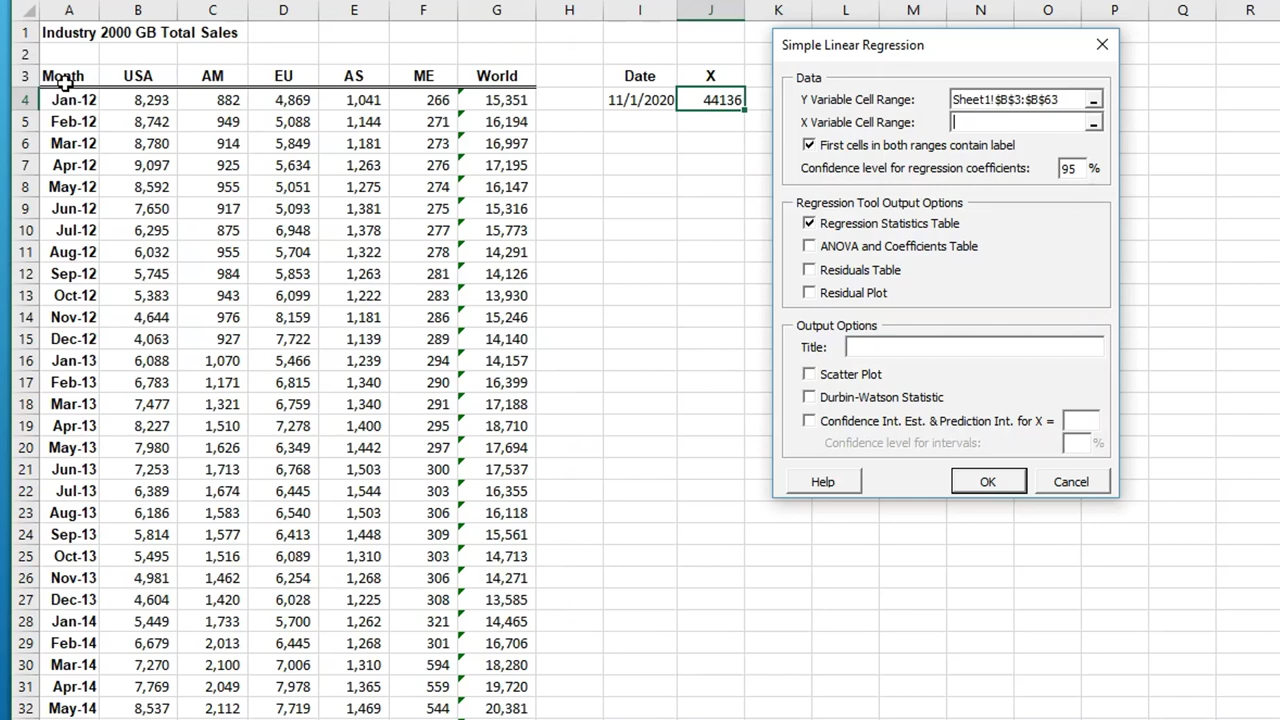 A B C D E F G H I J K L M N O P Q R
1 Industry 2000 GB Total Sales
2
3 Month USA AM EU AS ME World Date X
4 Jan-12 8,293 882 4,869 1,041 266 15,351 11/1/2020 44136
5 Feb-12 8,742 949 5,088 1,144 271 16,194
6 Mar-12 8,780 914 5,849 1,181 273 16,997
7 Apr-12 9,097 925 5,634 1,263 276 17,195
8 May-12 8,592 955 5,051 1,275 274 16,147
9 Jun-12 7,650 917 5,093 1,381 275 15,316
10 Jul-12 6,295 875 6,948 1,378 277 15,773
11 Aug-12 6,032 955 5,704 1,322 278 14,291
12 Sep-12 5,745 984 5,853 1,263 281 14,126
13 Oct-12 5,383 943 6,099 1,222 283 13,930
14 Nov-12 4,644 976 8,159 1,181 286 15,246
15 Dec-12 4,063 927 7,722 1,139 289 14,140
16 Jan-13 6,088 1,070 5,466 1,239 294 14,157
17 Feb-13 6,783 1,171 6,815 1,340 290 16,399
18 Mar-13 7,477 1,321 6,759 1,340 291 17,188
19 Apr-13 8,227 1,510 7,278 1,400 295 18,710
20 May-13 7,980 1,626 6,349 1,442 297 17,694
21 Jun-13 7,253 1,713 6,768 1,503 300 17,537
22 Jul-13 6,389 1,674 6,445 1,544 303 16,355
23 Aug-13 6,186 1,583 6,540 1,503 306 16,118
24 Sep-13 5,814 1,577 6,413 1,448 309 15,561
25 Oct-13 5,495 1,516 6,089 1,310 303 14,713
26 Nov-13 4,981 1,462 6,254 1,268 306 14,271
27 Dec-13 4,604 1,420 6,028 1,225 308 13,585
28 Jan-14 5,449 1,733 5,700 1,262 321 14,465
29 Feb-14 6,679 2,013 6,445 1,268 301 16,706
30 Mar-14 7,270 2,100 7,006 1,310 594 18,280
31 Apr-14 7,769 2,049 7,978 1,365 559 19,720
32 May-14 8,537 2,112 7,719 1,469 544 20,381
Simple Linear Regression
Data
Y Variable Cell Range: Sheet1!$B$3:$B$63
X Variable Cell Range:
First cells in both ranges contain label
Confidence level for regression coefficients: 95 %
Regression Tool Output Options
Regression Statistics Table
ANOVA and Coefficients Table
Residuals Table
Residual Plot
Output Options
Title:
Scatter Plot
Durbin-Watson Statistic
Confidence Int. Est. & Prediction Int. for X =
Confidence level for intervals: %
Help OK Cancel